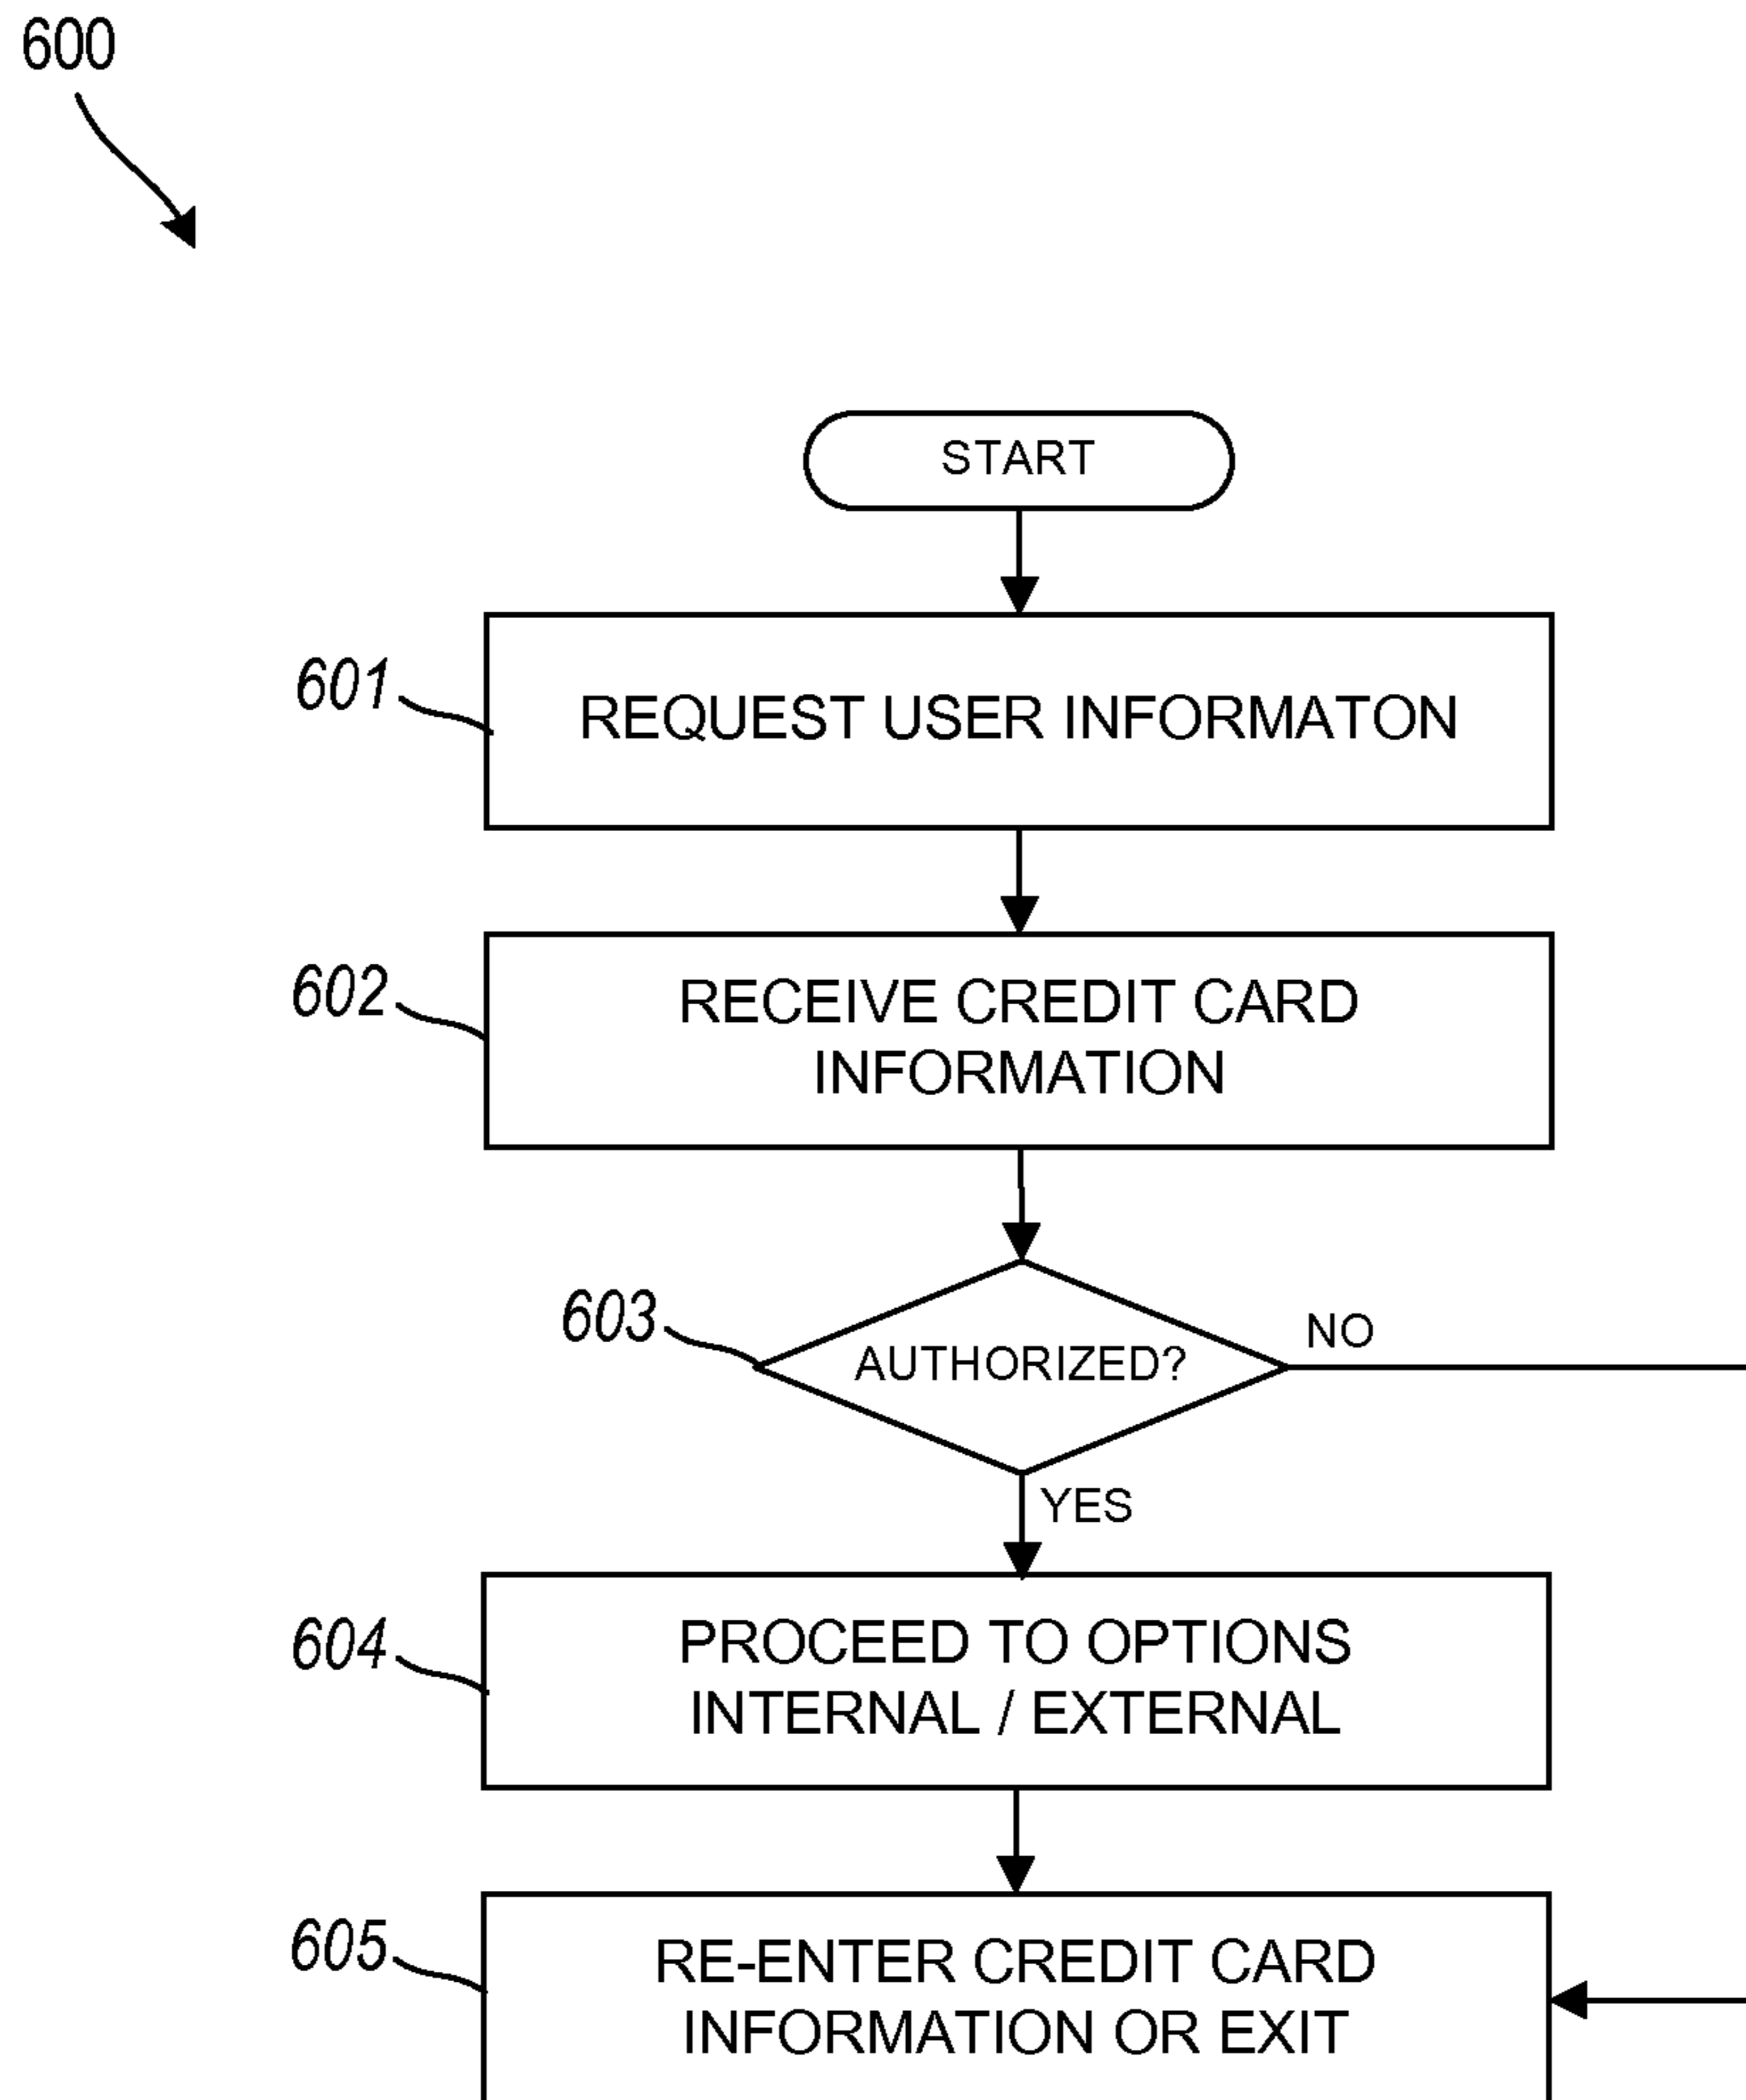 600
START
601
REQUEST USER INFORMATON
602
RECEIVE CREDIT CARD
INFORMATION
603
AUTHORIZED?
NO
YES
604
PROCEED TO OPTIONS
INTERNAL / EXTERNAL
605
RE-ENTER CREDIT CARD
INFORMATION OR EXIT